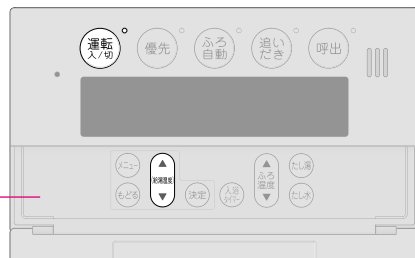 運転
入/切
優先
ふろ
自動
追い
だき
呼出
メニュー
▲
給湯温度
▼
▲
ふろ
温度
▼
たし湯
もどる
決定
入浴
タイマー
たし水